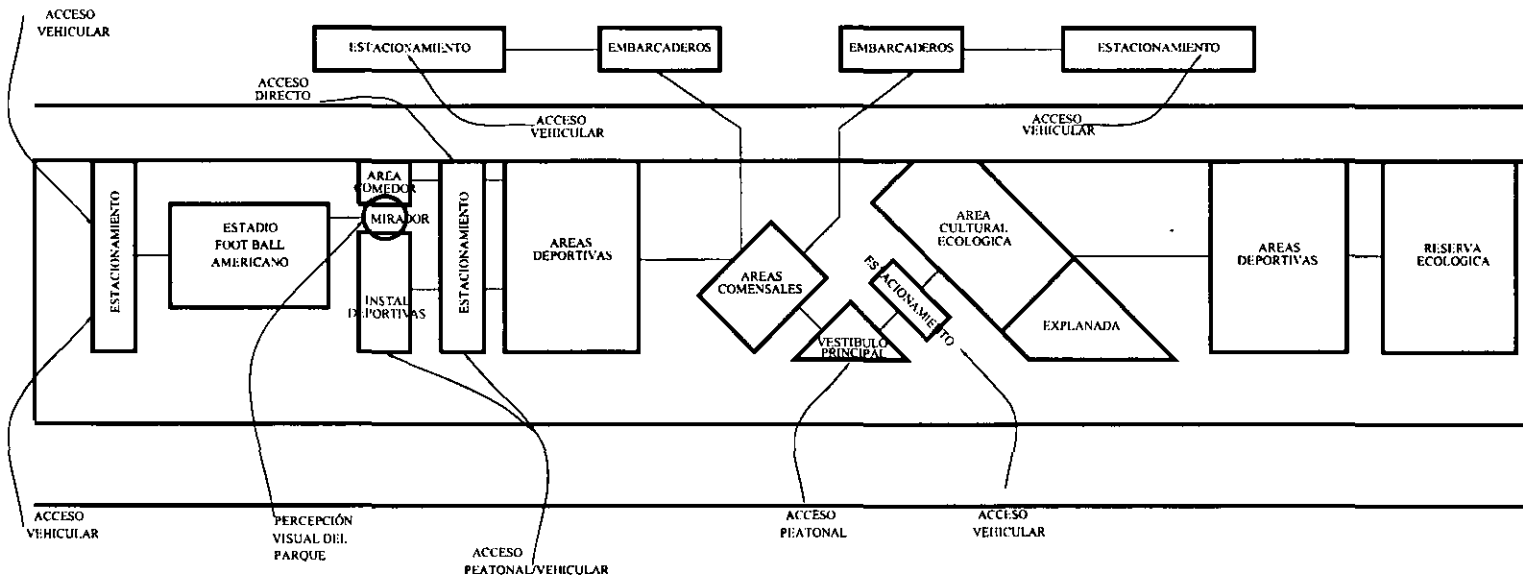 ACCESO
VEHICULAR
ESTACIONAMIENTO
EMBARCADEROS
EMBARCADEROS
ESTACIONAMIENTO
ACCESO
DIRECTO
ACCESO
VEHICULAR
ACCESO
VEHICULAR
ESTACIONAMIENTO
ESTADIO
FOOT BALL
AMERICANO
AREA
COMEDOR
MIRADOR
INSTAL
DEPORTIVAS
ESTACIONAMIENTO
AREAS
DEPORTIVAS
AREAS
COMENSALES
VESTIBULO
PRINCIPAL
ESTACIONAMIENTO
AREA
CULTURAL
ECOLOGICA
EXPLANADA
AREAS
DEPORTIVAS
RESERVA
ECOLOGICA
ACCESO
VEHICULAR
PERCEPCIÓN
VISUAL DEL
PARQUE
ACCESO
PEATONAL/VEHICULAR
ACCESO
PEATONAL
ACCESO
VEHICULAR